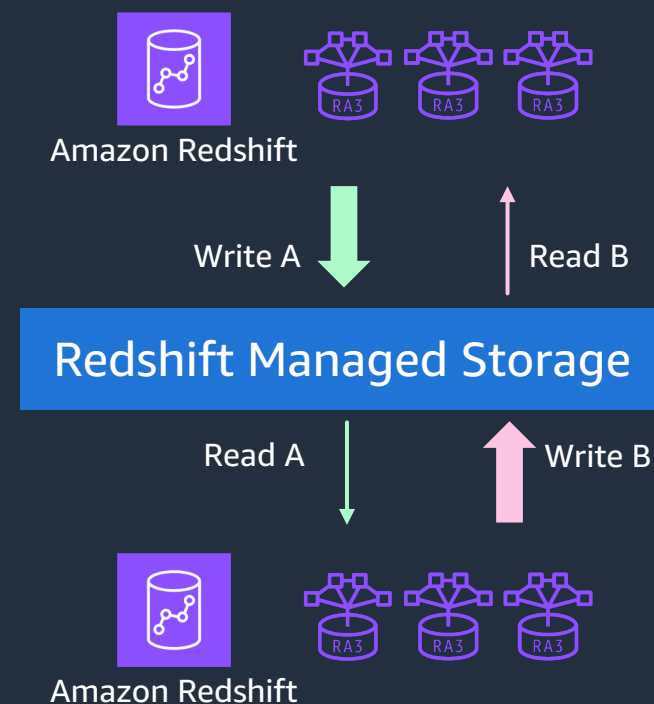 RA3 RA3 RA3
Amazon Redshift
Write A Read B
Redshift Managed Storage
Read A Write B
RA3 RA3 RA3
Amazon Redshift